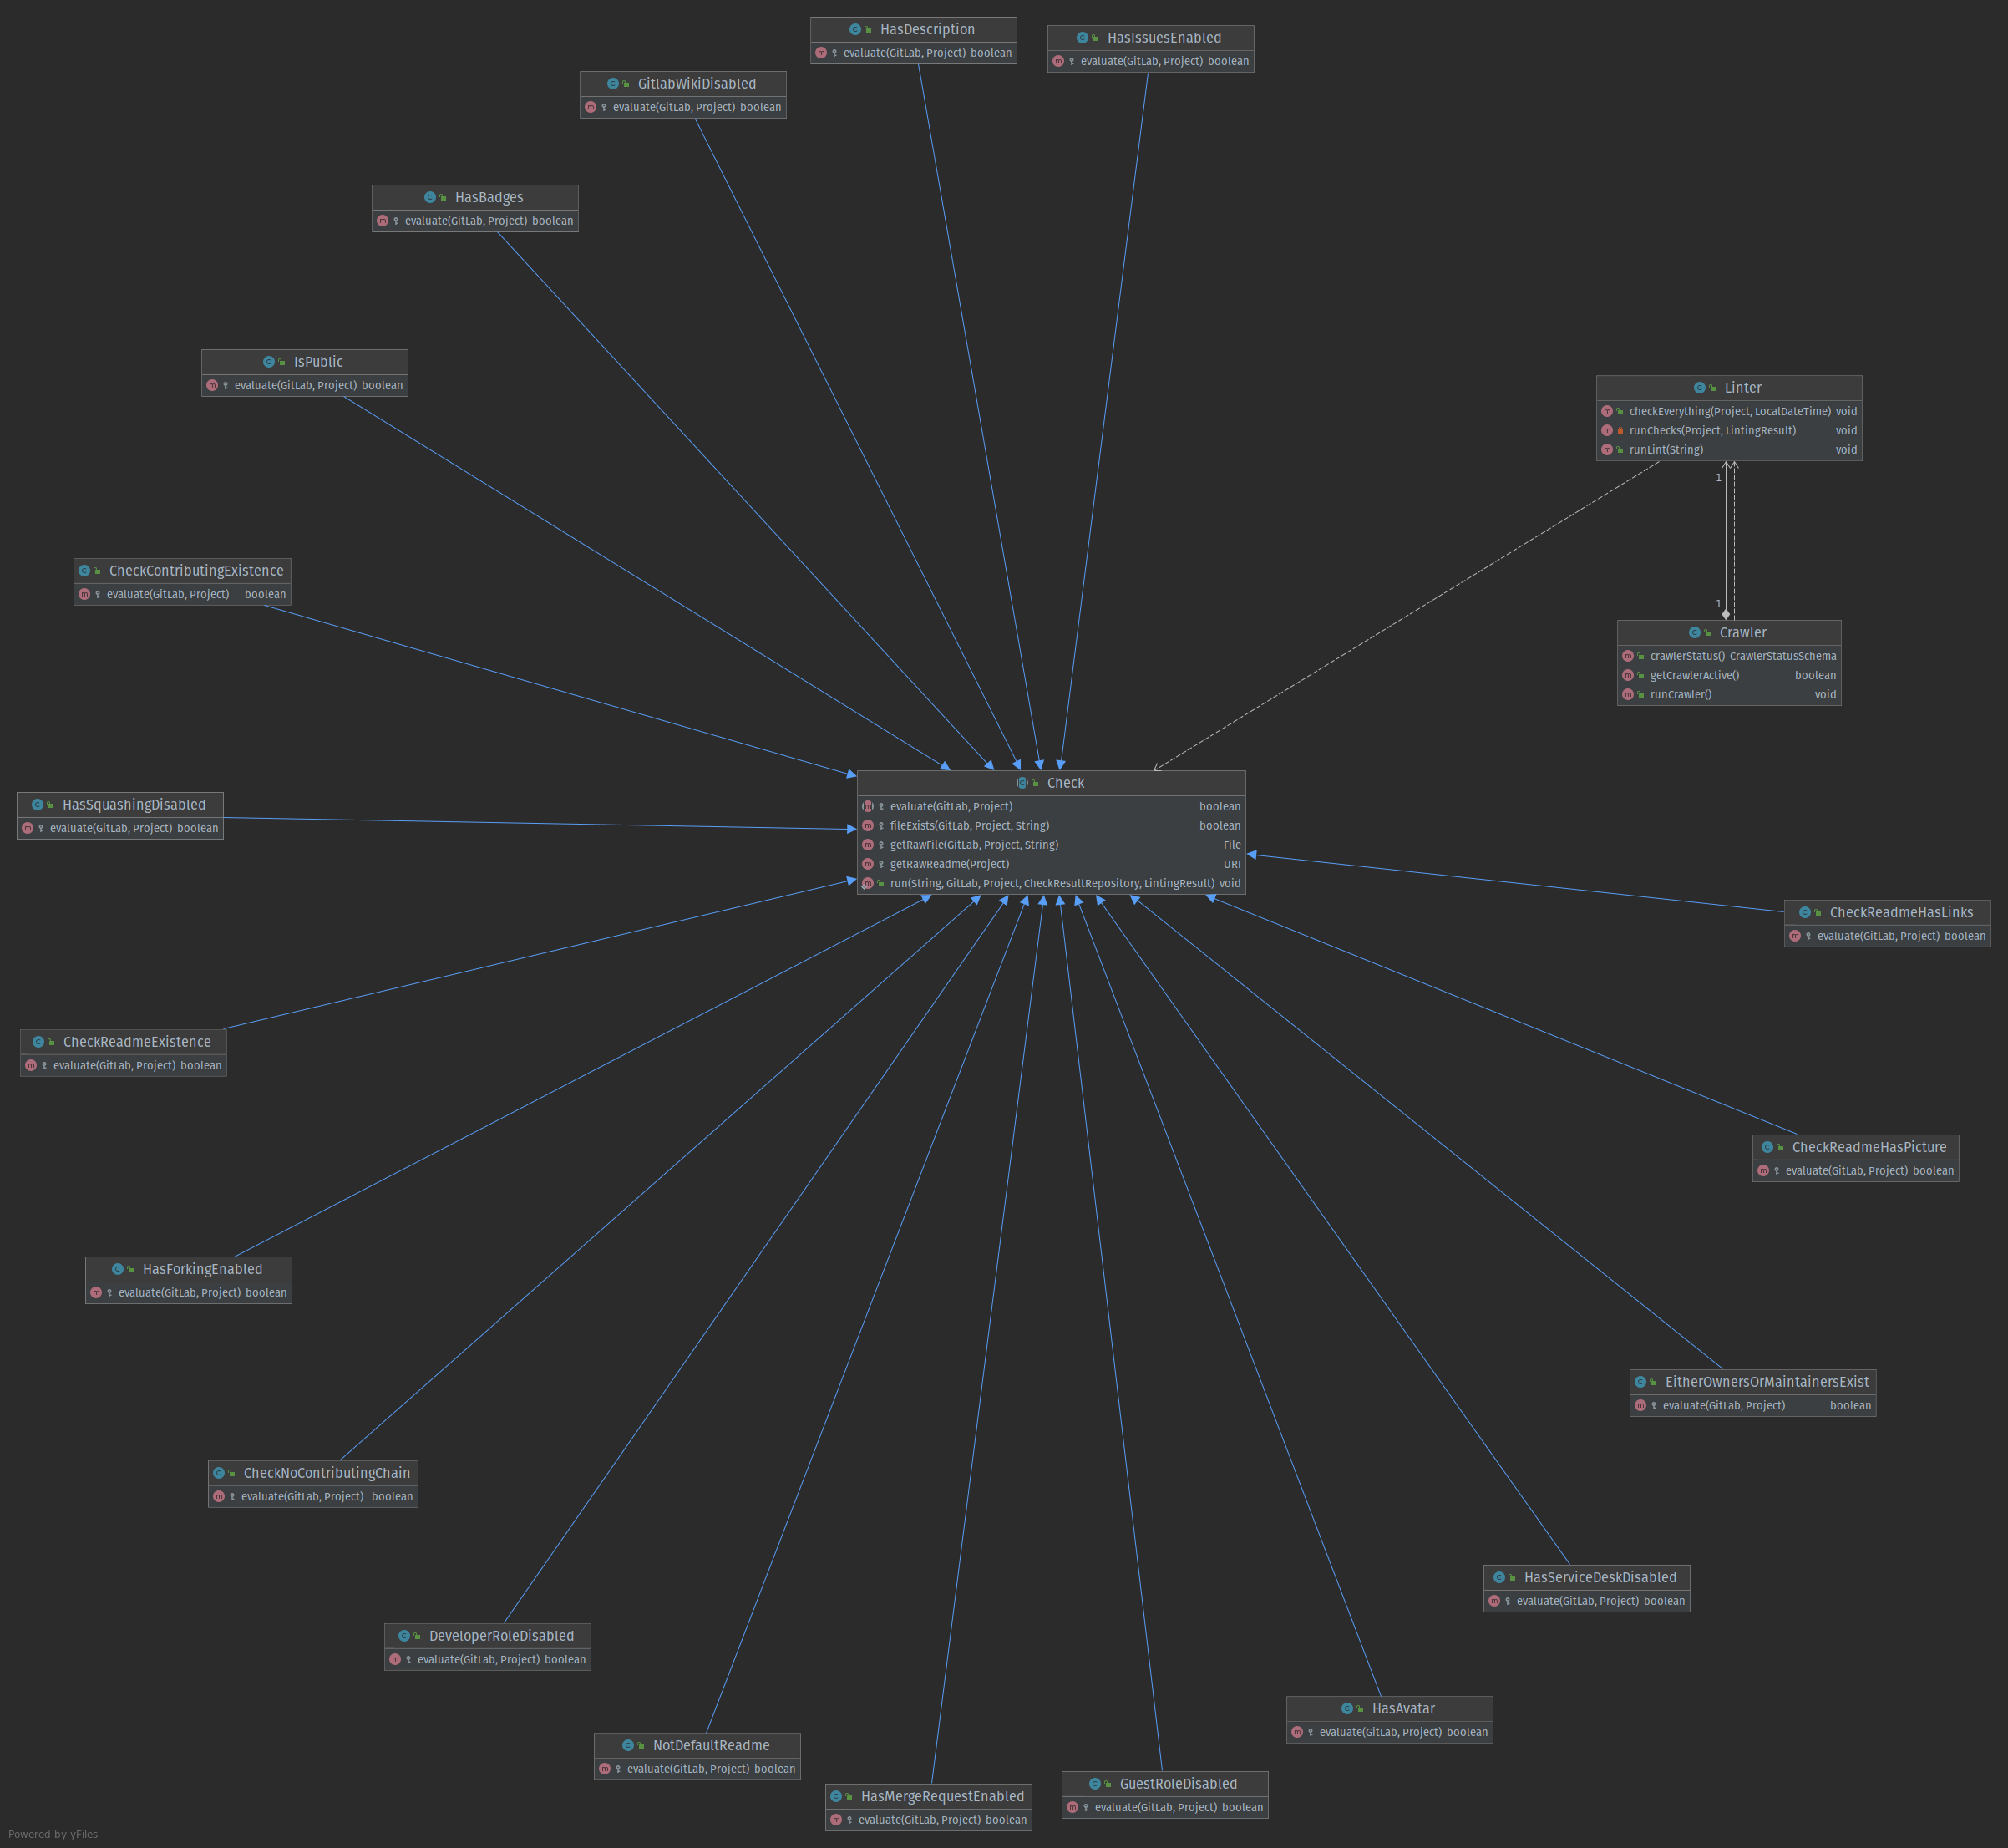 HasDescription
evaluate(GitLab, Project) boolean
HasIssuesEnabled
evaluate(GitLab, Project) boolean
GitlabWikiDisabled
evaluate(GitLab, Project) boolean
HasBadges
evaluate(GitLab, Project) boolean
IsPublic
evaluate(GitLab, Project) boolean
Linter
checkEverything(Project, LocalDateTime) void
runChecks(Project, LintingResult) void
runLint(String) void
1
1
CheckContributingExistence
evaluate(GitLab, Project) boolean
Crawler
crawlerStatus() CrawlerStatusSchema
getCrawlerActive() boolean
runCrawler() void
Check
evaluate(GitLab, Project) boolean
fileExists(GitLab, Project, String) boolean
getRawFile(GitLab, Project, String) File
getRawReadme(Project) URI
run(String, GitLab, Project, CheckResultRepository, LintingResult) void
HasSquashingDisabled
evaluate(GitLab, Project) boolean
CheckReadmeHasLinks
evaluate(GitLab, Project) boolean
CheckReadmeExistence
evaluate(GitLab, Project) boolean
CheckReadmeHasPicture
evaluate(GitLab, Project) boolean
HasForkingEnabled
evaluate(GitLab, Project) boolean
EitherOwnersOrMaintainersExist
evaluate(GitLab, Project) boolean
CheckNoContributingChain
evaluate(GitLab, Project) boolean
HasServiceDeskDisabled
evaluate(GitLab, Project) boolean
DeveloperRoleDisabled
evaluate(GitLab, Project) boolean
HasAvatar
evaluate(GitLab, Project) boolean
NotDefaultReadme
evaluate(GitLab, Project) boolean
GuestRoleDisabled
evaluate(GitLab, Project) boolean
HasMergeRequestEnabled
evaluate(GitLab, Project) boolean
Powered by yFiles